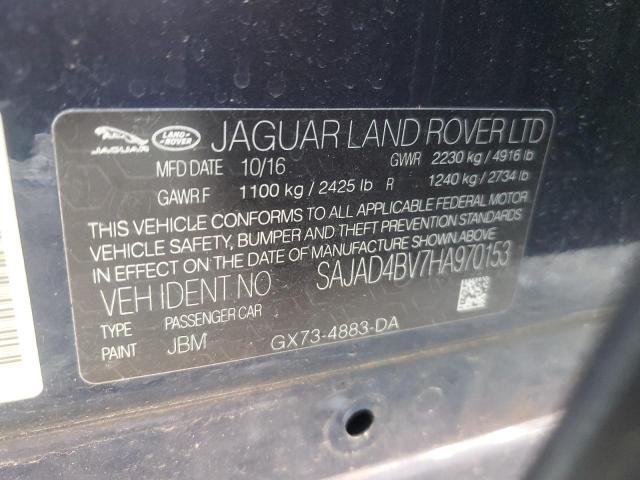 JAGUAR LAND-ROVER JAGUAR LAND ROVER LTD
MFD DATE 10/16 GWR 2230 kg / 4916 lb
GAWR F 1100 kg / 2425 lb R 1240 kg / 2734 lb
THIS VEHICLE CONFORMS TO ALL APPLICABLE FEDERAL MOTOR
VEHICLE SAFETY, BUMPER AND THEFT PREVENTION STANDARDS
IN EFFECT ON THE DATE OF MANUFACTURE SHOWN ABOVE
VEH IDENT NO SAJAD4BV7HA970153
TYPE PASSENGER CAR
PAINT JBM GX73-4883-DA